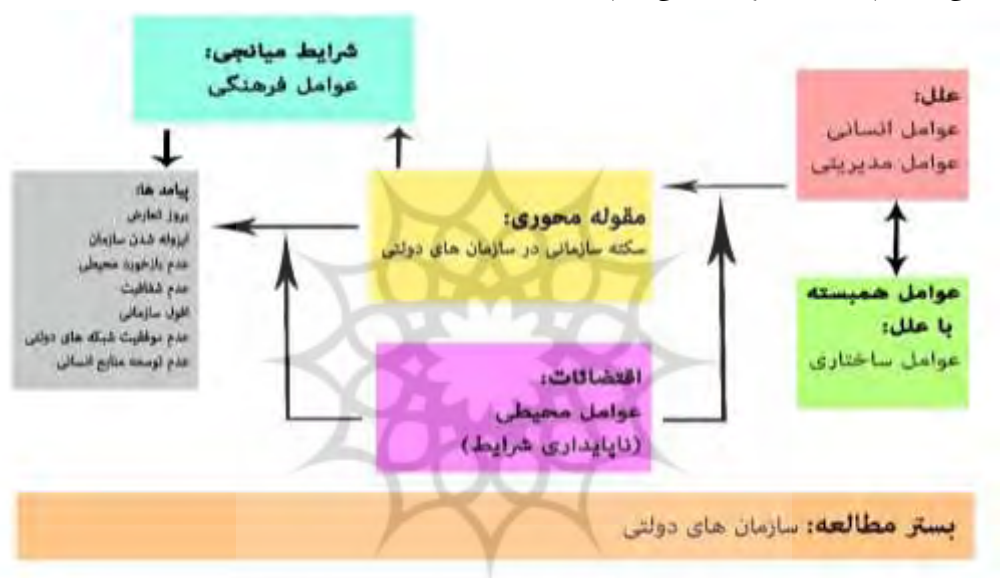 شرایط میانجی:
عوامل فرهنگی
علل:
عوامل انسانی
عوامل مدیریتی
مقوله محوری:
سکته سازمانی در سازمان های دولتی
پیامد ها:
بروز تعارض
ایزوله شدن سازمان
عدم بازخورد محیطی
عدم شفافیت
افول سازمانی
عدم موفقیت شبکه های دولتی
عدم توسعه منابع انسانی
عوامل همبسته
با علل:
عوامل ساختاری
اقتضائات:
عوامل محیطی
(ناپایداری شرایط)
بستر مطالعه: سازمان های دولتی